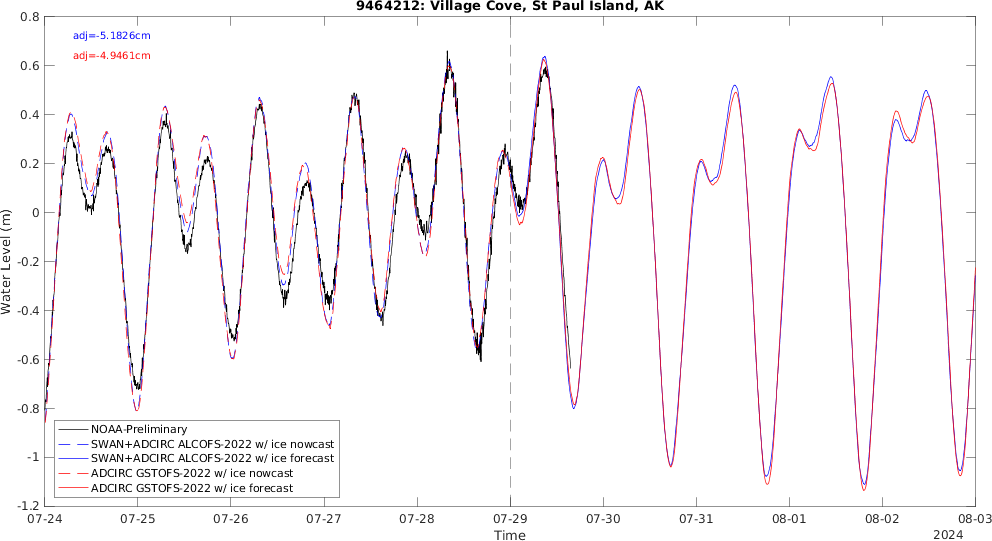 9464212: Village Cove, St Paul Island, AK
adj=-5.1826cm
adj=-4.9461cm
0.8
0.6
0.4
0.2
0
-0.2
-0.4
-0.6
-0.8
-1
-1.2
Water Level (m)
NOAA-Preliminary
SWAN+ADCIRC ALCOFS-2022 w/ ice nowcast
SWAN+ADCIRC ALCOFS-2022 w/ ice forecast
ADCIRC GSTOFS-2022 w/ ice nowcast
ADCIRC GSTOFS-2022 w/ ice forecast
07-24 07-25 07-26 07-27 07-28 07-29 07-30 07-31 08-01 08-02 08-03
Time
2024